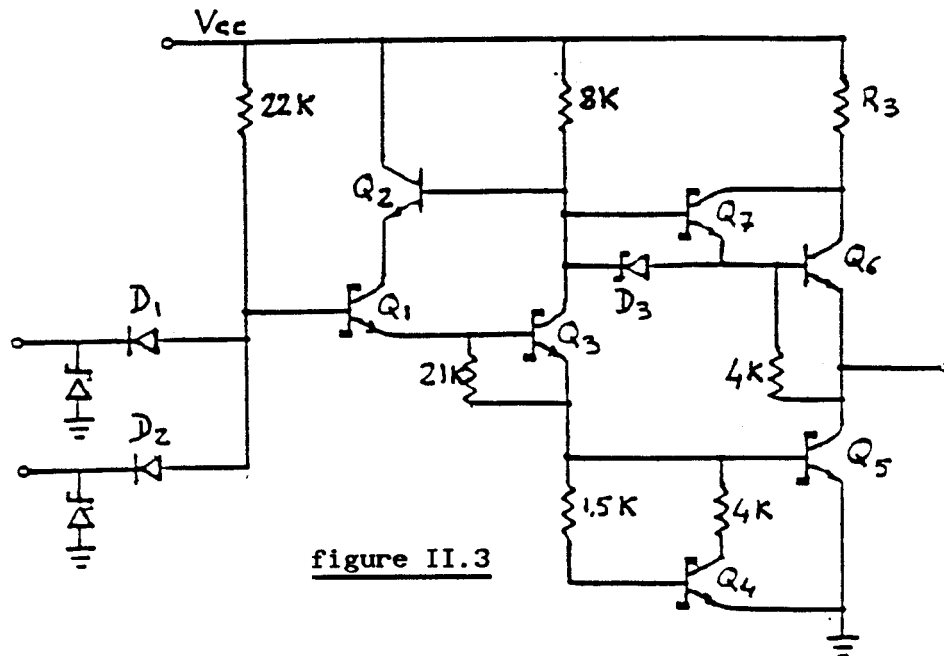 Vcc
22K
8K
R3
Q2
Q7
Q6
Q1
D3
D1
Q3
21K
4K
D2
Q5
1.5K
4K
figure II.3
Q4